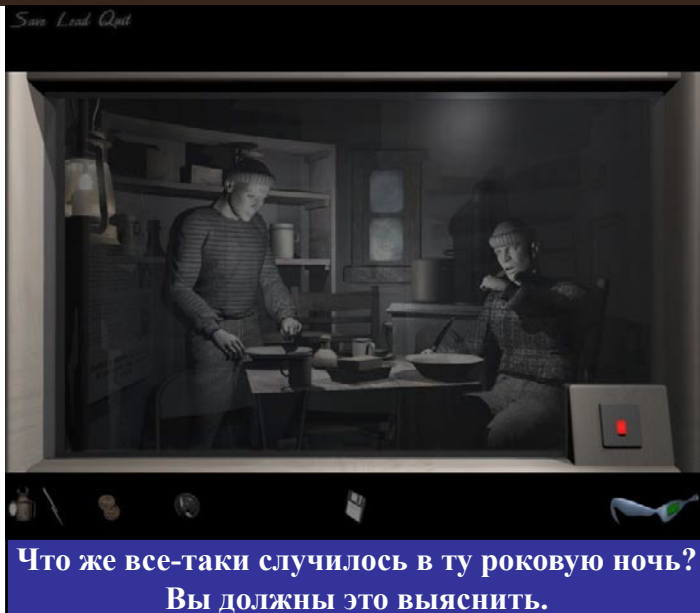 Save Load Quit
Что же все-таки случилось в ту роковую ночь?
Вы должны это выяснить.